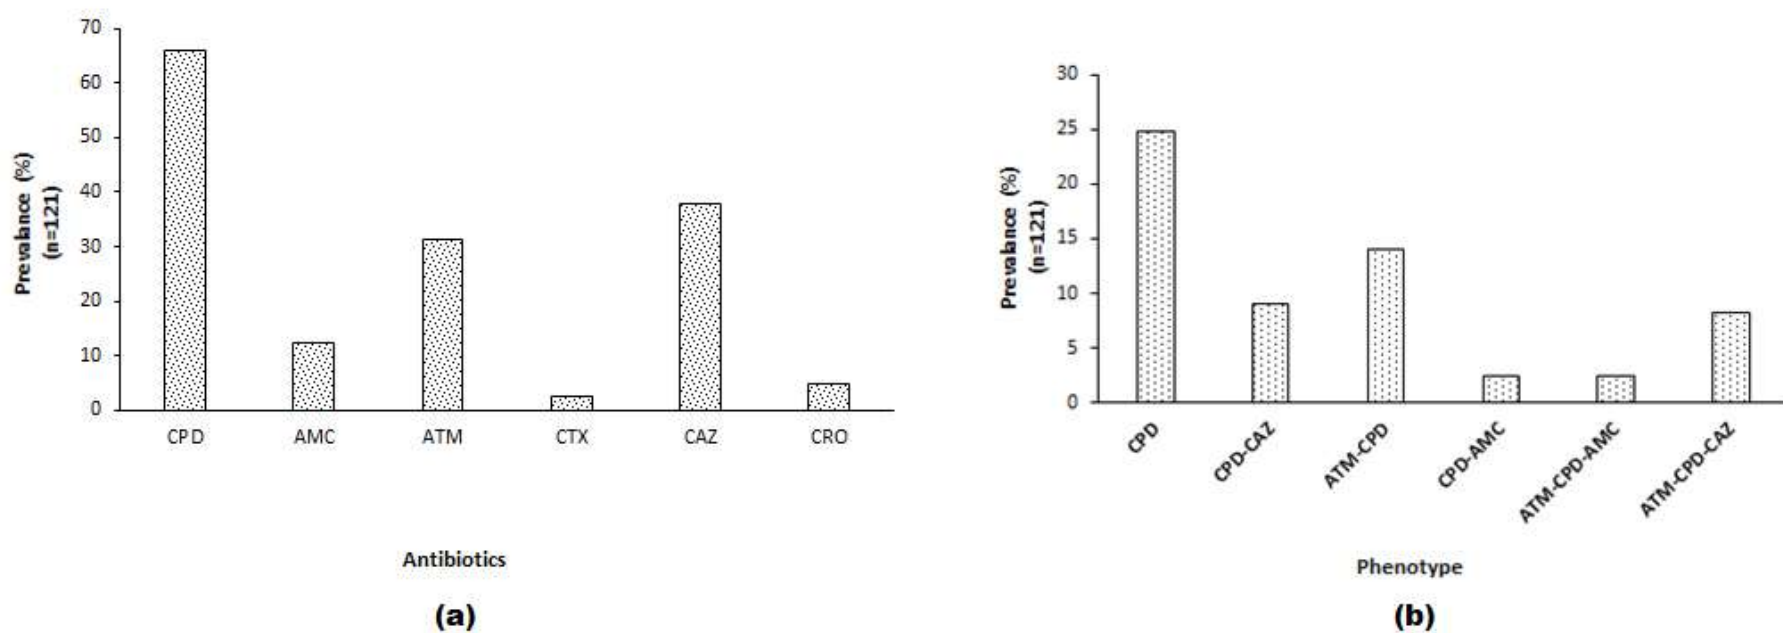 70
60
50
40
30
20
10
0
Prevalance (%)
(n=121)
CPD AMC ATM CTX CAZ CRO
Antibiotics
(a)
30
25
20
15
10
5
0
Prevalance (%)
(n=121)
CPD
CPD-CAZ
ATM-CPD
CPD-AMC
ATM-CPD-AMC
ATM-CPD-CAZ
Phenotype
(b)